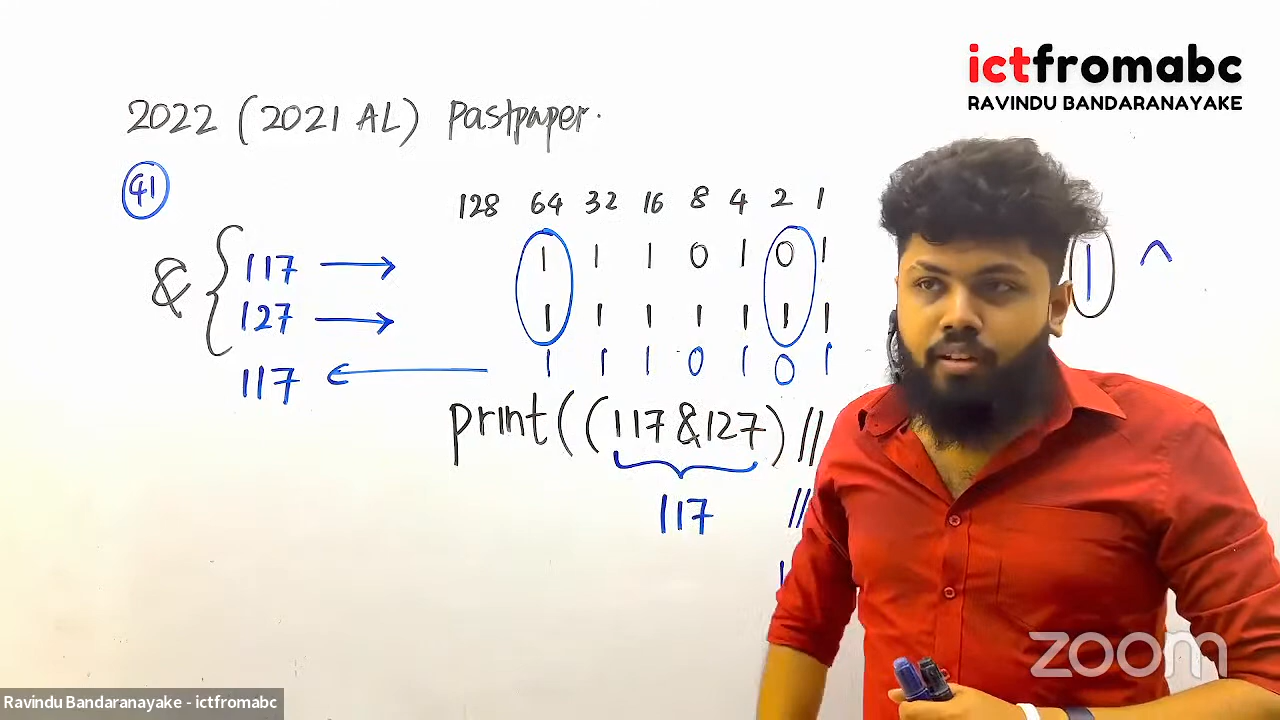 ictfromabc
RAVINDU BANDARANAYAKE
2022 (2021 AL) Pastpaper.
41
128 64 32 16 8 4 2 1
& { 117 → 1 1 1 0 1 0 1 1 ^
127 → 1 1 1 1 1 1 1
117 ← 1 1 1 0 1 0 1
print((117&127)//
117 //
zoom
Ravindu Bandaranayake - ictfromabc